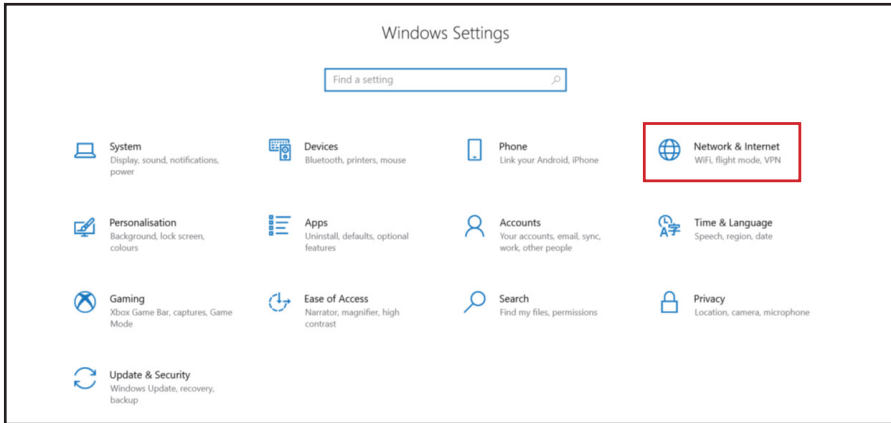 Windows Settings
Find a setting
System
Display, sound, notifications,
power
Devices
Bluetooth, printers, mouse
Phone
Link your Android, iPhone
Network & Internet
WiFi, flight mode, VPN
Personalisation
Background, lock screen,
colours
Apps
Uninstall, defaults, optional
features
Accounts
Your accounts, email, sync,
work, other people
Time & Language
Speech, region, date
Gaming
Xbox Game Bar, captures, Game
Mode
Ease of Access
Narrator, magnifier, high
contrast
Search
Find my files, permissions
Privacy
Location, camera, microphone
Update & Security
Windows Update, recovery,
backup